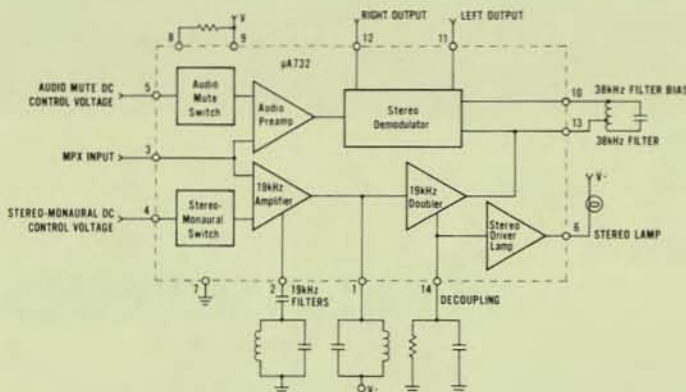 RIGHT OUTPUT
LEFT OUTPUT
V
8
9
12
11
µA732
AUDIO MUTE DC
CONTROL VOLTAGE
5
Audio
Mute
Switch
Audio
Preamp
Stereo
Demodulator
10
38kHz FILTER BIAS
13
38kHz FILTER
MPX INPUT
3
V-
STEREO-MONAURAL DC
CONTROL VOLTAGE
4
Stereo-
Monaural
Switch
19kHz
Amplifier
19kHz
Doubler
Stereo
Driver
Lamp
6
STEREO LAMP
7
2
19kHz
FILTERS
1
14
DECOUPLING
V-